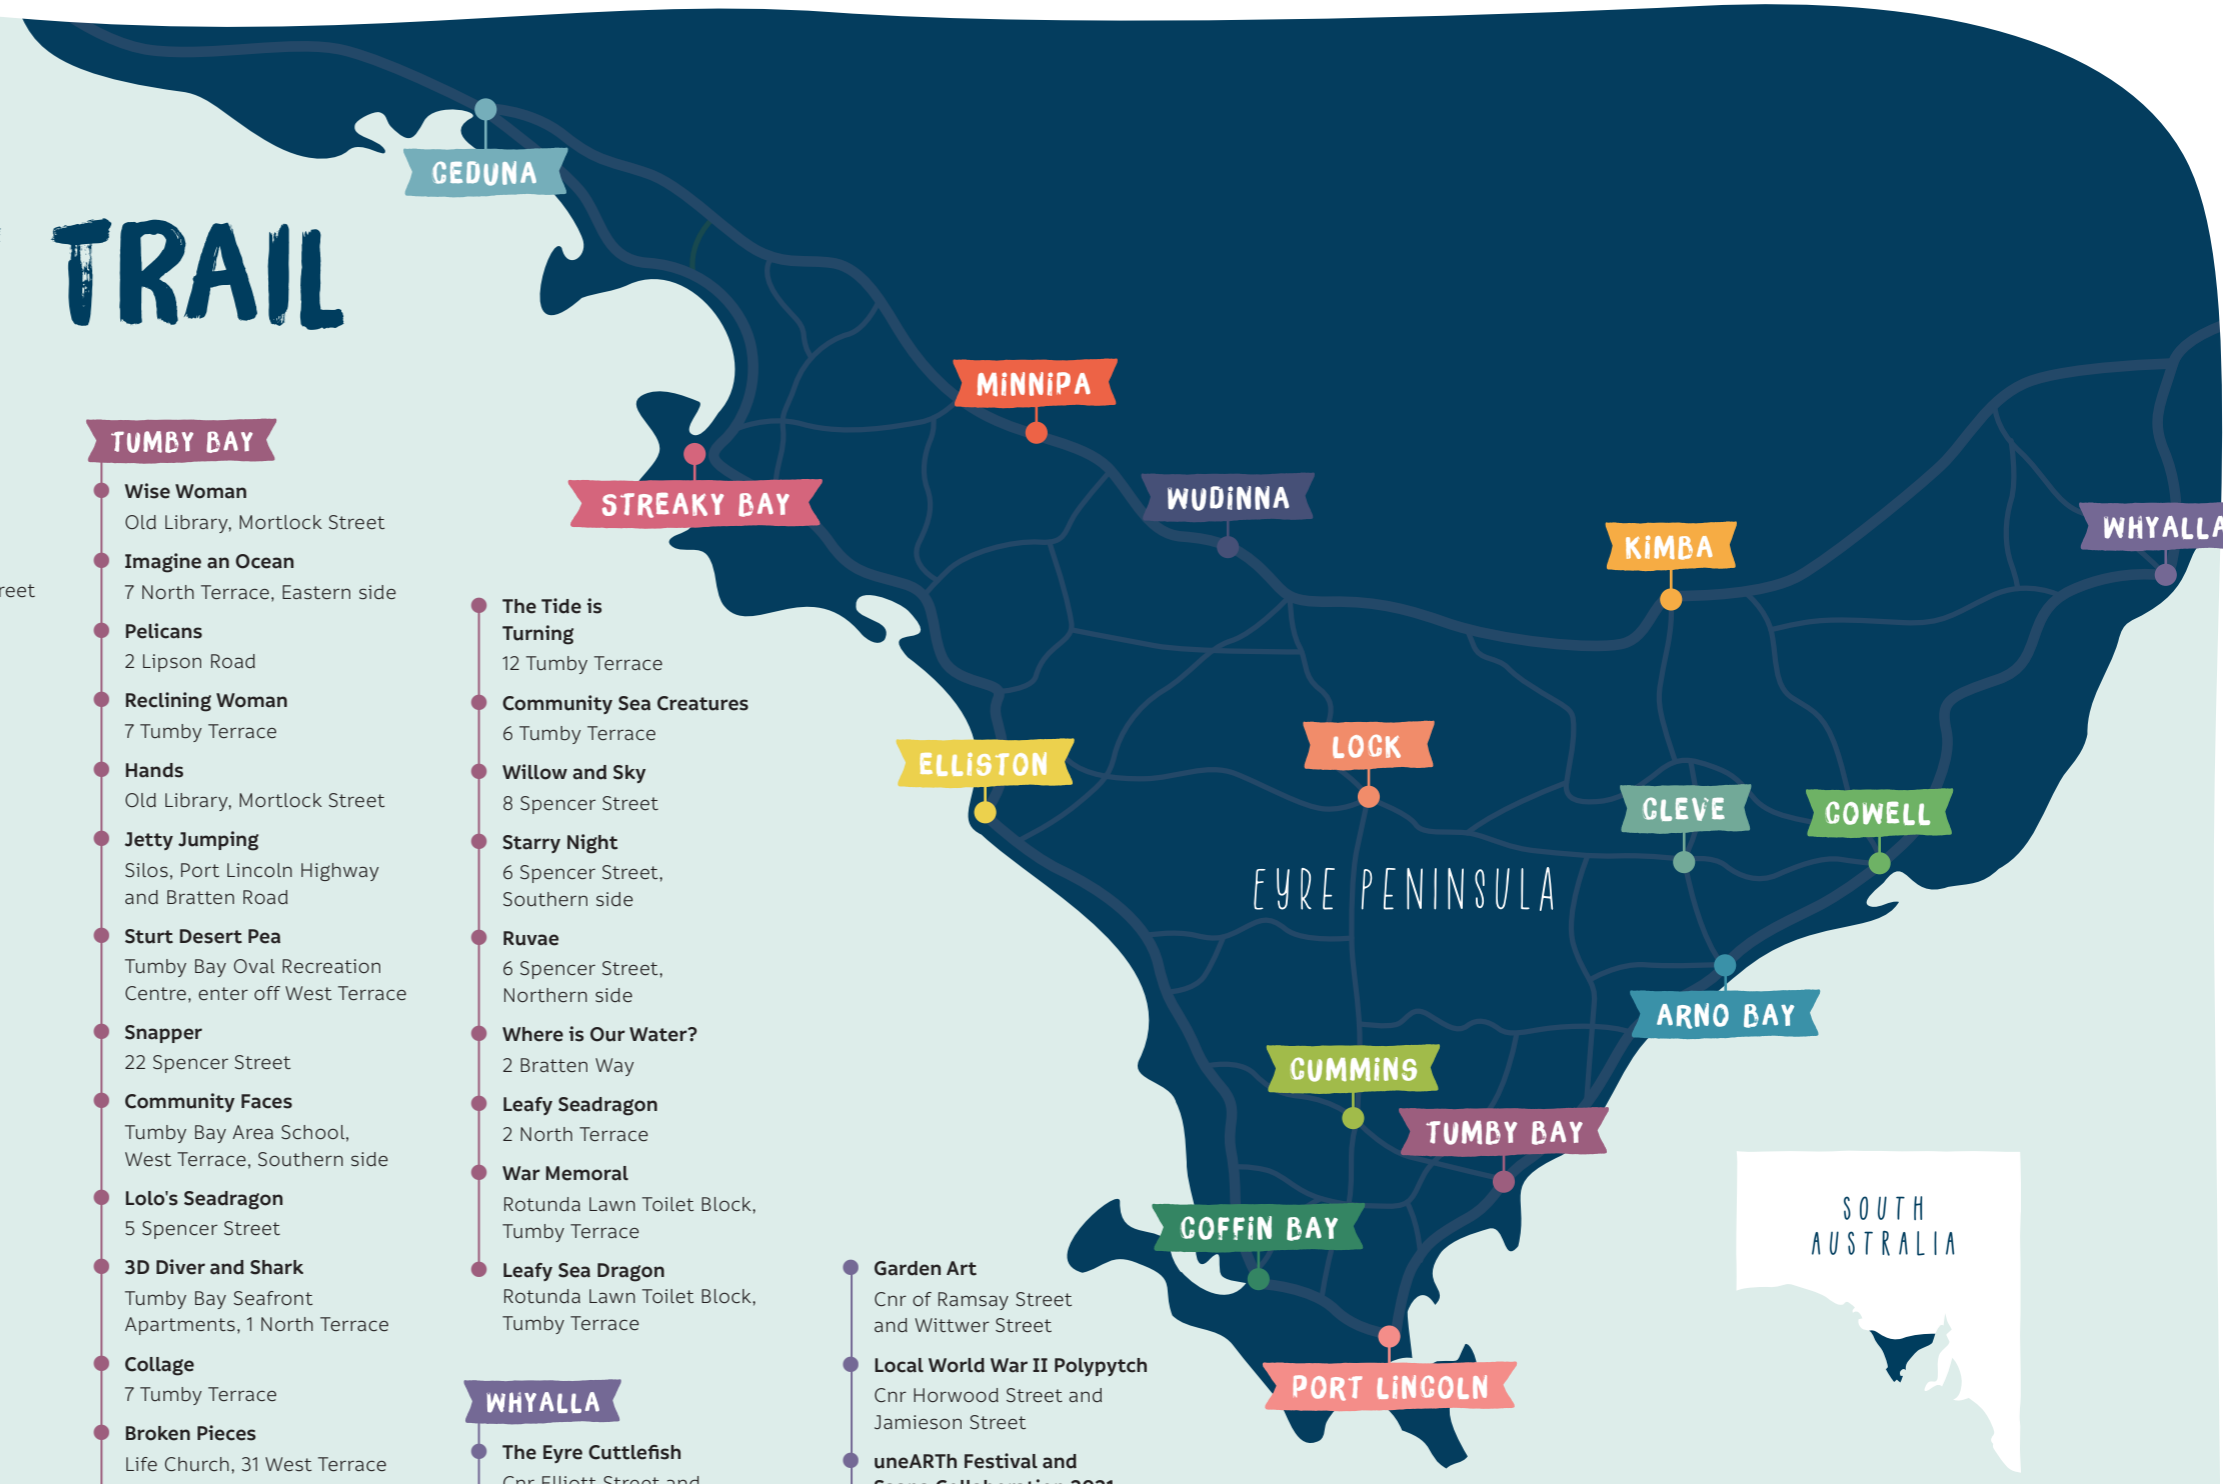 TRAIL
TUMBY BAY
Wise Woman
Old Library, Mortlock Street
Imagine an Ocean
7 North Terrace, Eastern side
Pelicans
2 Lipson Road
Reclining Woman
7 Tumby Terrace
Hands
Old Library, Mortlock Street
Jetty Jumping
Silos, Port Lincoln Highway
and Bratten Road
Sturt Desert Pea
Tumby Bay Oval Recreation
Centre, enter off West Terrace
Snapper
22 Spencer Street
Community Faces
Tumby Bay Area School,
West Terrace, Southern side
Lolo's Seadragon
5 Spencer Street
3D Diver and Shark
Tumby Bay Seafront
Apartments, 1 North Terrace
Collage
7 Tumby Terrace
Broken Pieces
Life Church, 31 West Terrace
reet
The Tide is
Turning
12 Tumby Terrace
Community Sea Creatures
6 Tumby Terrace
Willow and Sky
8 Spencer Street
Starry Night
6 Spencer Street,
Southern side
Ruvae
6 Spencer Street,
Northern side
Where is Our Water?
2 Bratten Way
Leafy Seadragon
2 North Terrace
War Memoral
Rotunda Lawn Toilet Block,
Tumby Terrace
Leafy Sea Dragon
Rotunda Lawn Toilet Block,
Tumby Terrace
WHYALLA
The Eyre Cuttlefish
Cnr Elliott Street and
Garden Art
Cnr of Ramsay Street
and Wittwer Street
Local World War II Polypytch
Cnr Horwood Street and
Jamieson Street
uneARTh Festival and
CEDUNA
MINNIPA
STREAKY BAY
WUDINNA
KIMBA
WHYALLA
ELLISTON
LOCK
CLEVE
COWELL
EYRE PENINSULA
ARNO BAY
CUMMINS
TUMBY BAY
COFFIN BAY
PORT LINCOLN
SOUTH
AUSTRALIA